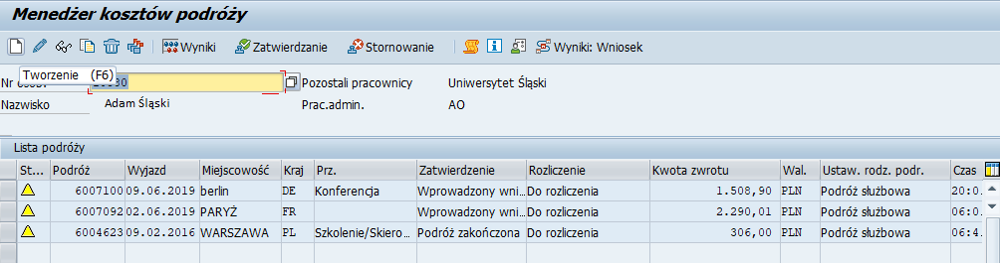 Menedżer kosztów podróży
Wyniki Zatwierdzanie Stornowanie Wyniki: Wniosek
Tworzenie (F6)
Pozostali pracownicy Uniwersytet Śląski
Nazwisko Adam Śląski Prac.admin. AO
Lista podróży
St... Podróż Wyjazd Miejscowość Kraj Prz. Zatwierdzenie Rozliczenie Kwota zwrotu Wal. Ustaw. rodz. podr. Czas
6007100 09.06.2019 berlin DE Konferencja Wprowadzony wni... Do rozliczenia 1.508,90 PLN Podróż służbowa 20:0
6007092 02.06.2019 PARYŻ FR Wprowadzony wni... Do rozliczenia 2.290,01 PLN Podróż służbowa 06:0
6004623 09.02.2016 WARSZAWA PL Szkolenie/Skiero... Podróż zakończona Do rozliczenia 306,00 PLN Podróż służbowa 06:4